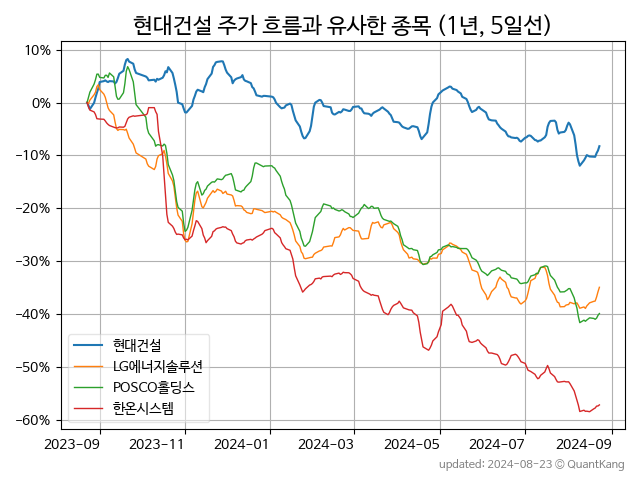 현대건설 주가 흐름과 유사한 종목 (1년, 5일선)
10%
0%
−10%
−20%
−30%
−40%
−50%
−60%
현대건설
LG에너지솔루션
POSCO홀딩스
한온시스템
2023-09 2023-11 2024-01 2024-03 2024-05 2024-07 2024-09
updated: 2024-08-23 © QuantKang